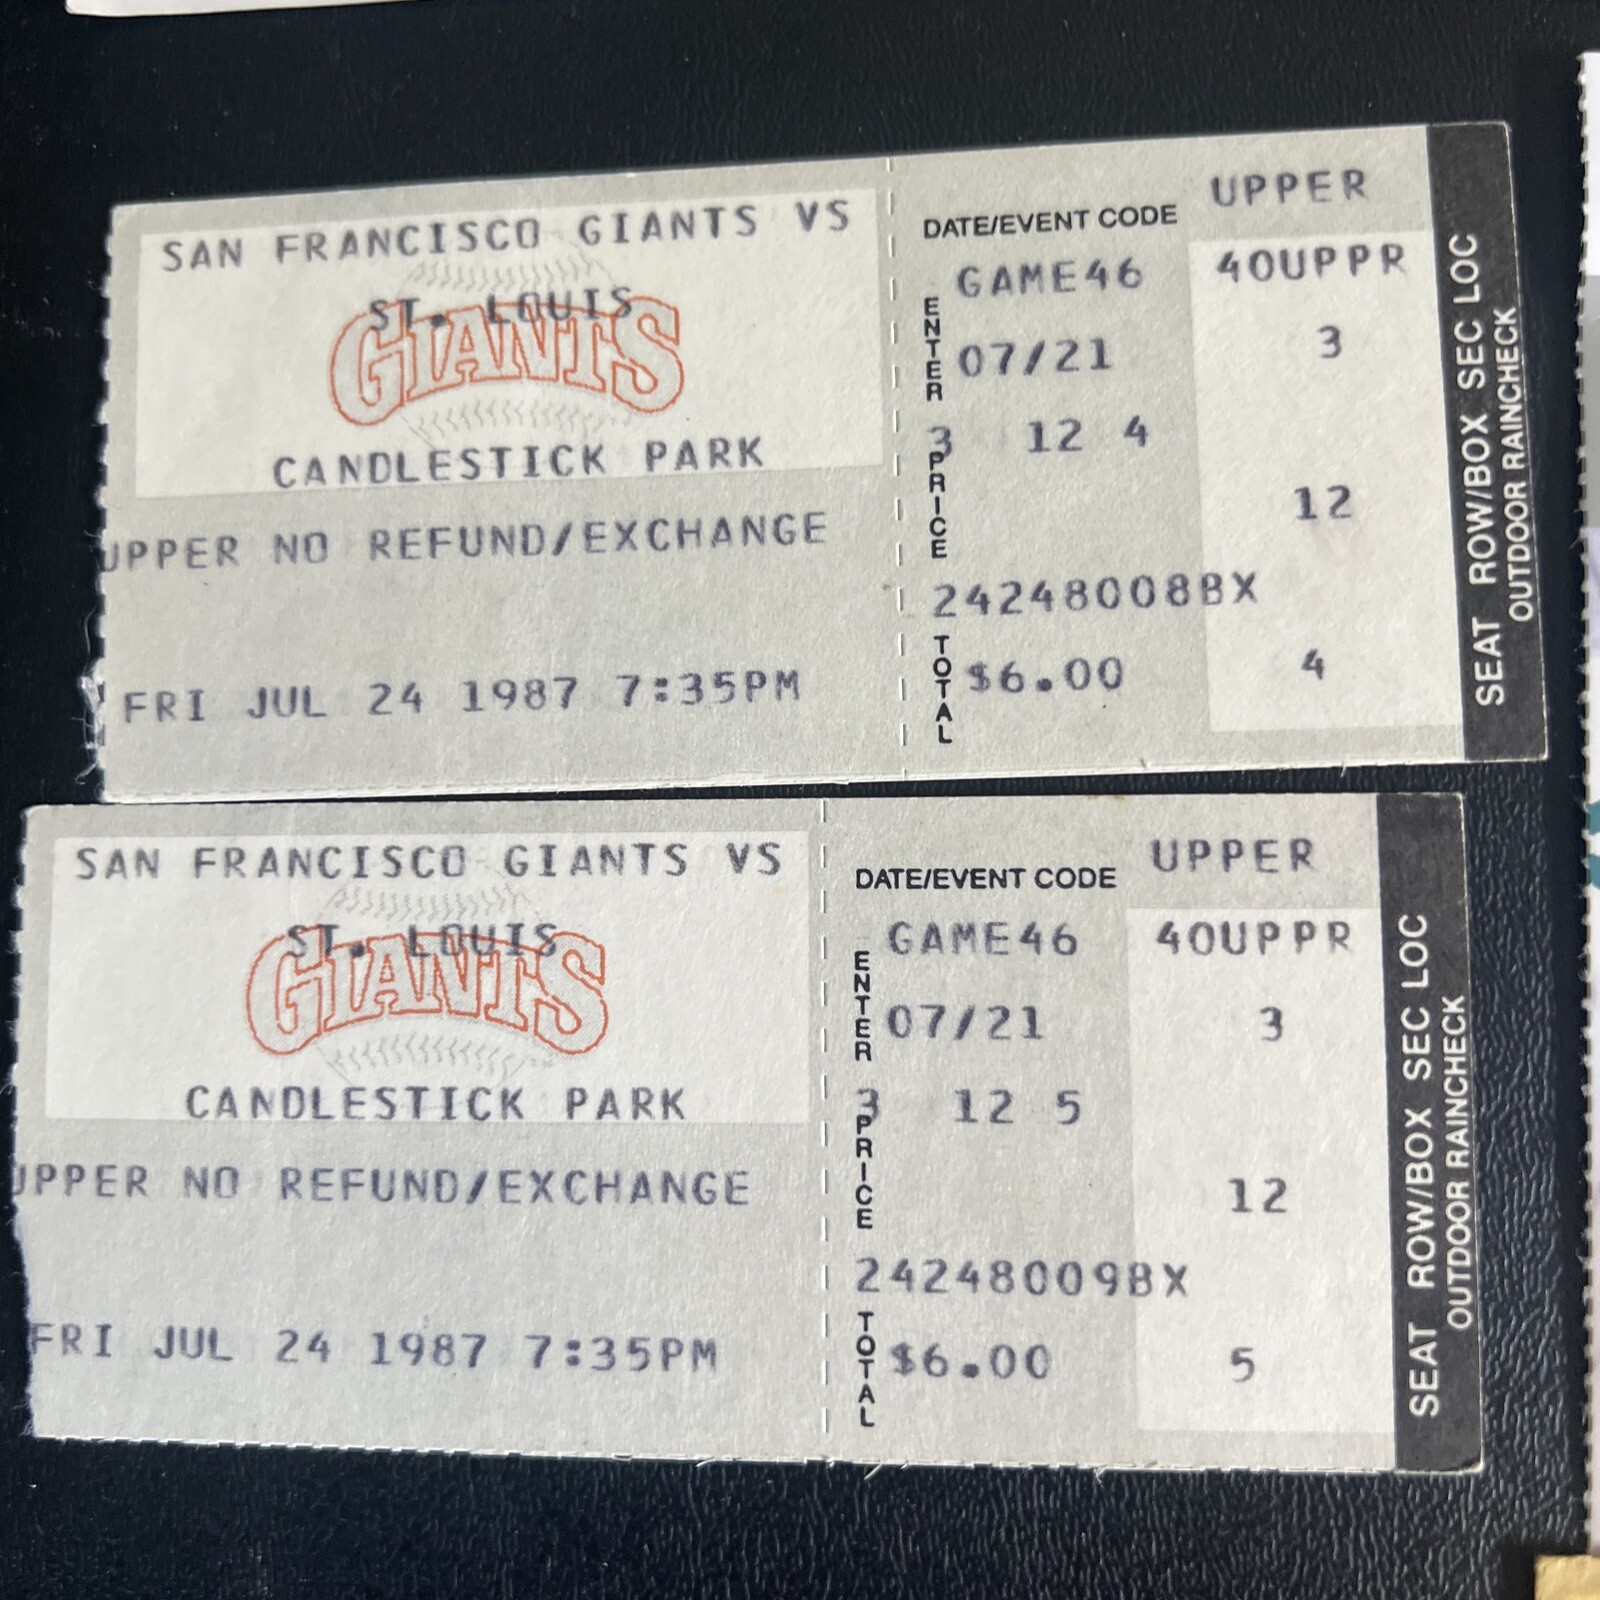 SAN FRANCISCO GIANTS VS
ST. LOUIS
GIANTS
CANDLESTICK PARK
UPPER NO REFUND/EXCHANGE
FRI JUL 24 1987 7:35PM
DATE/EVENT CODE
GAME46
ENTER
07/21
3 12 4
PRICE
24248008BX
TOTAL
$6.00
UPPER
40UPPR
3
12
4
SEAT ROW/BOX SEC LOC
OUTDOOR RAINCHECK
SAN FRANCISCO GIANTS VS
ST. LOUIS
GIANTS
CANDLESTICK PARK
UPPER NO REFUND/EXCHANGE
FRI JUL 24 1987 7:35PM
DATE/EVENT CODE
GAME46
ENTER
07/21
3 12 5
PRICE
24248009BX
TOTAL
$6.00
UPPER
40UPPR
3
12
5
SEAT ROW/BOX SEC LOC
OUTDOOR RAINCHECK